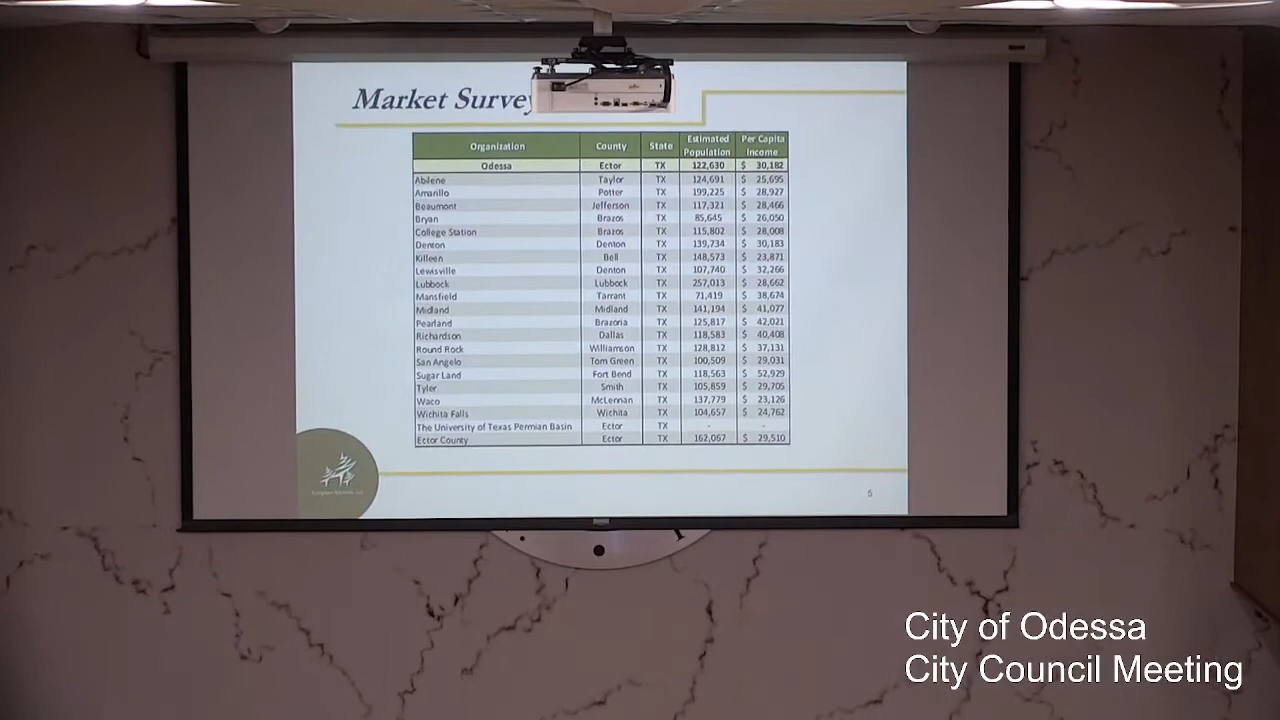 Market Surve
Organization County State Estimated Population Per Capita Income
Odessa Ector TX 122,630 $ 30,182
Abilene Taylor TX 124,691 $ 25,695
Amarillo Potter TX 199,225 $ 28,927
Beaumont Jefferson TX 117,321 $ 28,466
Bryan Brazos TX 85,645 $ 26,050
College Station Brazos TX 115,802 $ 28,008
Denton Denton TX 139,734 $ 30,183
Killeen Bell TX 148,573 $ 23,871
Lewisville Denton TX 107,740 $ 32,266
Lubbock Lubbock TX 257,013 $ 28,662
Mansfield Tarrant TX 71,419 $ 38,674
Midland Midland TX 141,194 $ 41,077
Pearland Brazoria TX 125,817 $ 42,021
Richardson Dallas TX 118,583 $ 40,408
Round Rock Williamson TX 128,812 $ 37,131
San Angelo Tom Green TX 100,509 $ 29,031
Sugar Land Fort Bend TX 118,563 $ 52,929
Tyler Smith TX 105,859 $ 29,705
Waco McLennan TX 137,779 $ 23,126
Wichita Falls Wichita TX 104,657 $ 24,762
The University of Texas Permian Basin Ector TX - -
Ector County Ector TX 162,067 $ 29,510
5
City of Odessa
City Council Meeting